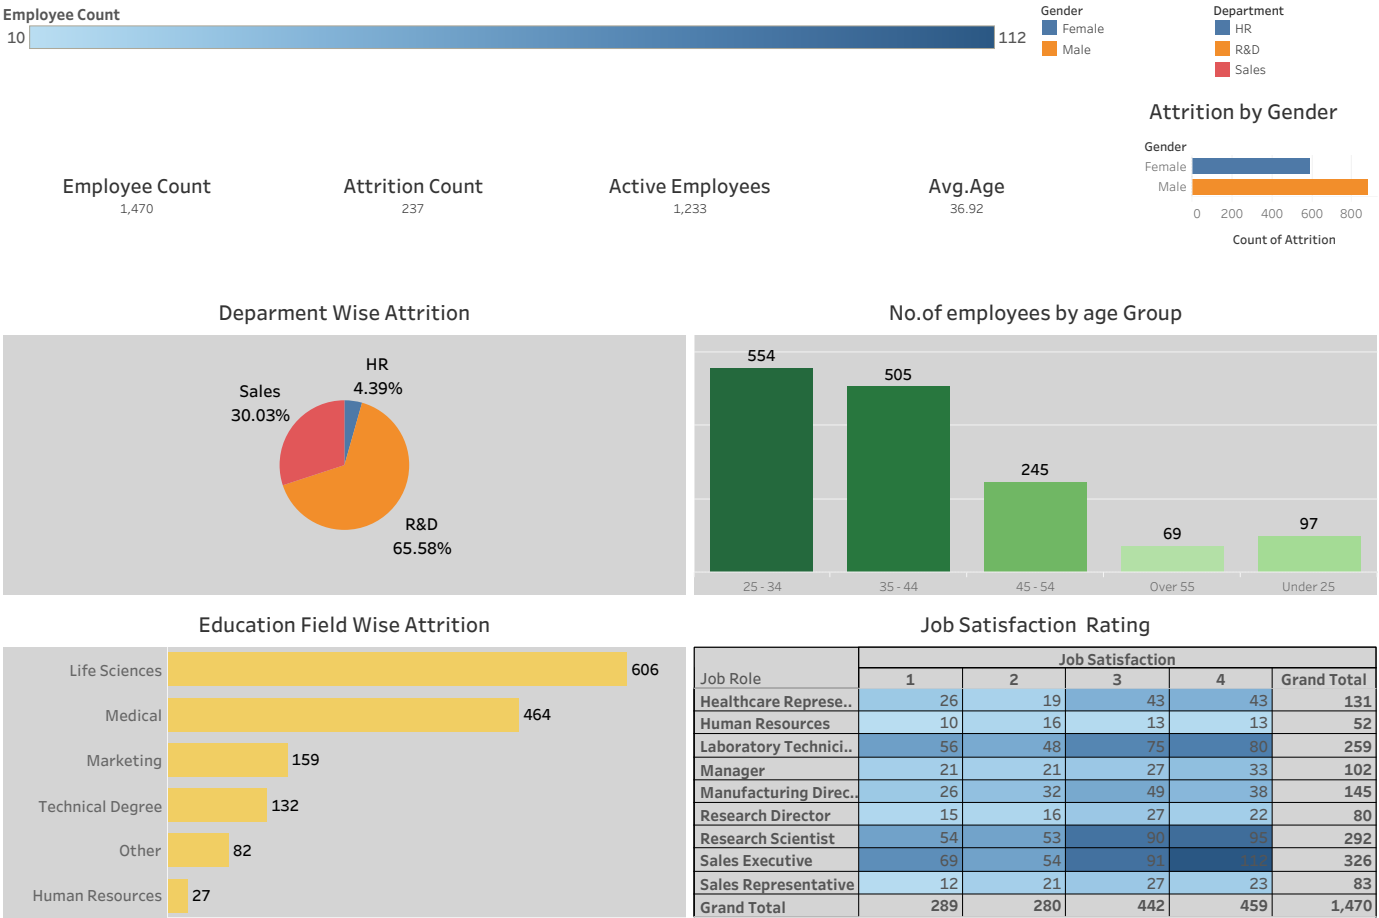 Employee Count
10
112
Gender
Female
Male
Department
HR
R&D
Sales
Employee Count
1,470
Attrition Count
237
Active Employees
1,233
Avg.Age
36.92
Attrition by Gender
Gender
Female
Male
0 200 400 600 800
Count of Attrition
Deparment Wise Attrition
HR
4.39%
Sales
30.03%
R&D
65.58%
No.of employees by age Group
554
505
245
69
97
25 - 34 35 - 44 45 - 54 Over 55 Under 25
Education Field Wise Attrition
Life Sciences 606
Medical 464
Marketing 159
Technical Degree 132
Other 82
Human Resources 27
Job Satisfaction Rating
Job Satisfaction
Job Role 1 2 3 4 Grand Total
Healthcare Represe.. 26 19 43 43 131
Human Resources 10 16 13 13 52
Laboratory Technici.. 56 48 75 80 259
Manager 21 21 27 33 102
Manufacturing Direc.. 26 32 49 38 145
Research Director 15 16 27 22 80
Research Scientist 54 53 90 95 292
Sales Executive 69 54 91 112 326
Sales Representative 12 21 27 23 83
Grand Total 289 280 442 459 1,470